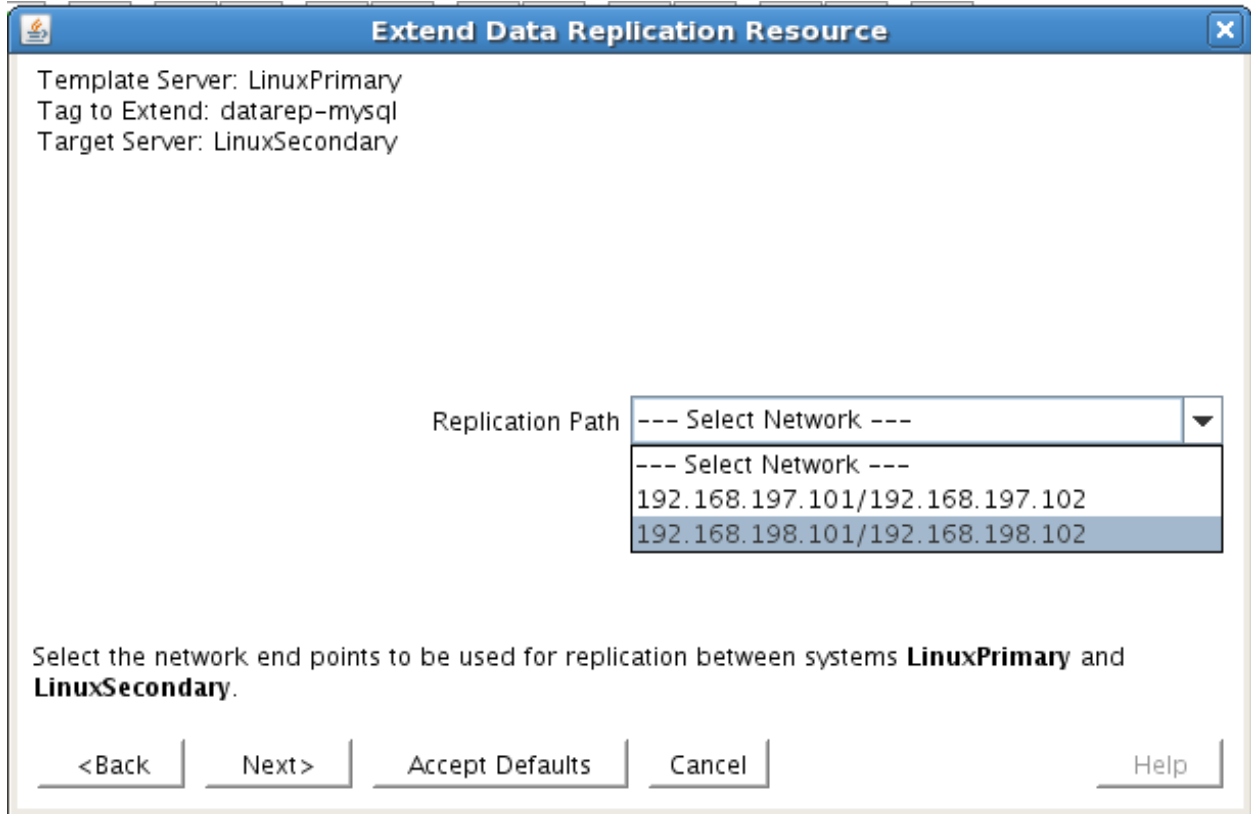 Extend Data Replication Resource
Template Server: LinuxPrimary
Tag to Extend: datarep-mysql
Target Server: LinuxSecondary
Replication Path --- Select Network ---
--- Select Network ---
192.168.197.101/192.168.197.102
192.168.198.101/192.168.198.102
Select the network end points to be used for replication between systems LinuxPrimary and
LinuxSecondary.
<Back Next> Accept Defaults Cancel Help